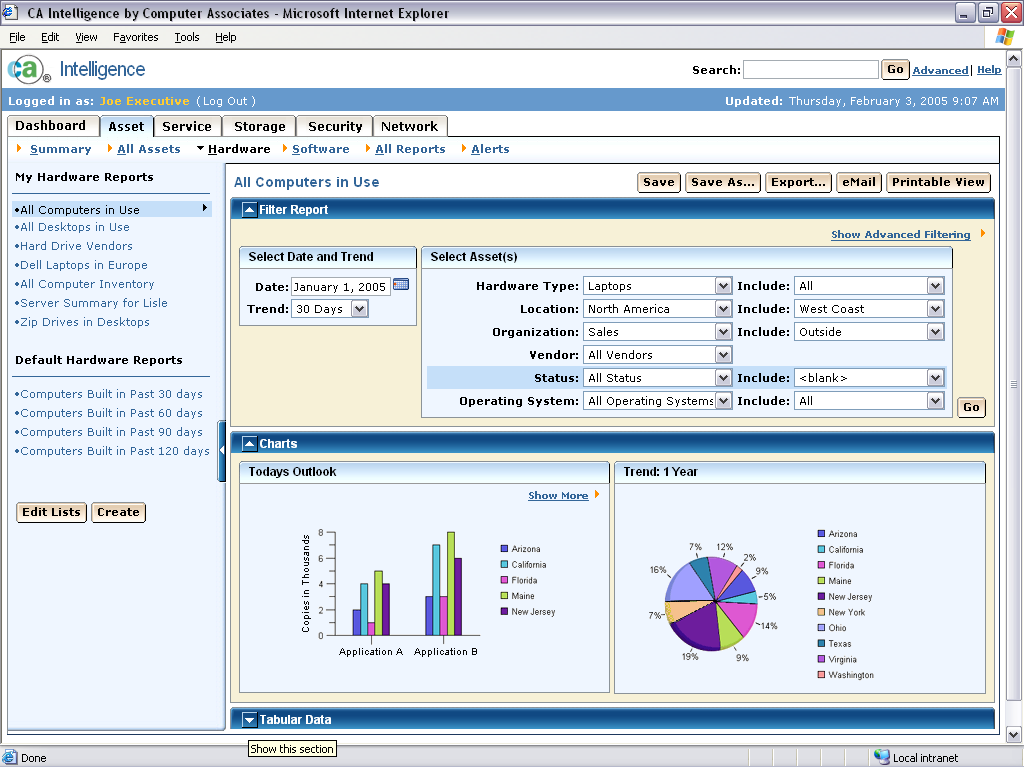 CA Intelligence by Computer Associates - Microsoft Internet Explorer
File Edit View Favorites Tools Help
ca® Intelligence
Search: Go Advanced | Help
Logged in as: Joe Executive (Log Out) Updated: Thursday, February 3, 2005 9:07 AM
Dashboard Asset Service Storage Security Network
Summary All Assets Hardware Software All Reports Alerts
My Hardware Reports
•All Computers in Use
•All Desktops in Use
•Hard Drive Vendors
•Dell Laptops in Europe
•All Computer Inventory
•Server Summary for Lisle
•Zip Drives in Desktops
Default Hardware Reports
•Computers Built in Past 30 days
•Computers Built in Past 60 days
•Computers Built in Past 90 days
•Computers Built in Past 120 days
Edit Lists Create
All Computers in Use
Save Save As... Export... eMail Printable View
Filter Report
Show Advanced Filtering
Select Date and Trend
Date: January 1, 2005
Trend: 30 Days
Select Asset(s)
Hardware Type: Laptops Include: All
Location: North America Include: West Coast
Organization: Sales Include: Outside
Vendor: All Vendors
Status: All Status Include: <blank>
Operating System: All Operating Systems Include: All
Go
Charts
Todays Outlook
Show More
Copies in Thousands
8
6
4
2
0
Application A Application B
Arizona
California
Florida
Maine
New Jersey
Trend: 1 Year
7% 12% 2%
16% 9%
5%
7% 14%
19% 9%
Arizona
California
Florida
Maine
New Jersey
New York
Ohio
Texas
Virginia
Washington
Tabular Data
Show this section
Done Local intranet